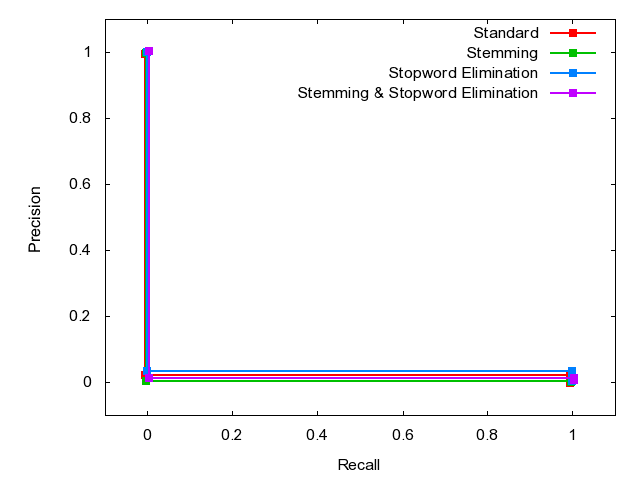 Standard
Stemming
Stopword Elimination
Stemming & Stopword Elimination
1
0.8
0.6
0.4
0.2
0
Precision
0 0.2 0.4 0.6 0.8 1
Recall